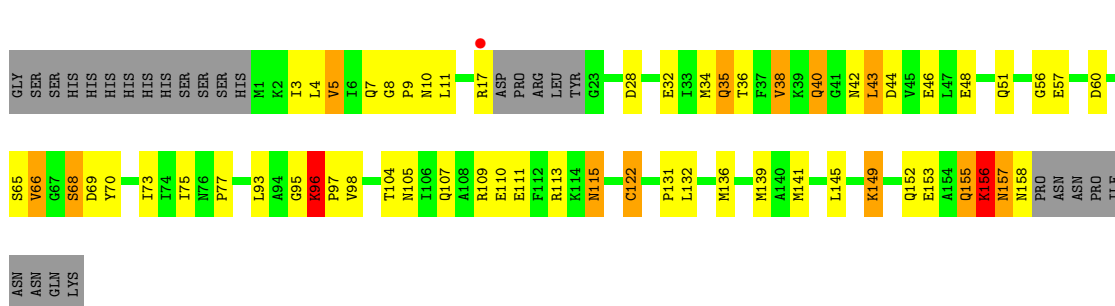 GLY SER SER HIS HIS HIS HIS HIS HIS SER SER SER HIS M1 K2 I3 L4 V5 I6 Q7 G8 P9 N10 L11 R17 ASP PRO ARG LEU TYR G23 D28 E32 I33 M34 Q35 T36 F37 V38 K39 Q40 G41 N42 L43 D44 V45 E46 L47 E48 Q51 G56 E57 D60
S65 V66 G67 S68 D69 Y70 I73 I74 I75 N76 P77 L93 A94 G95 K96 P97 V98 T104 N105 I106 Q107 A108 R109 E110 E111 F112 R113 K114 N115 C122 P131 L132 M136 M139 A140 M141 L145 K149 Q152 E153 A154 Q155 K156 N157 N158 PRO ASN ASN PRO ILE
ASN ASN GLN LYS